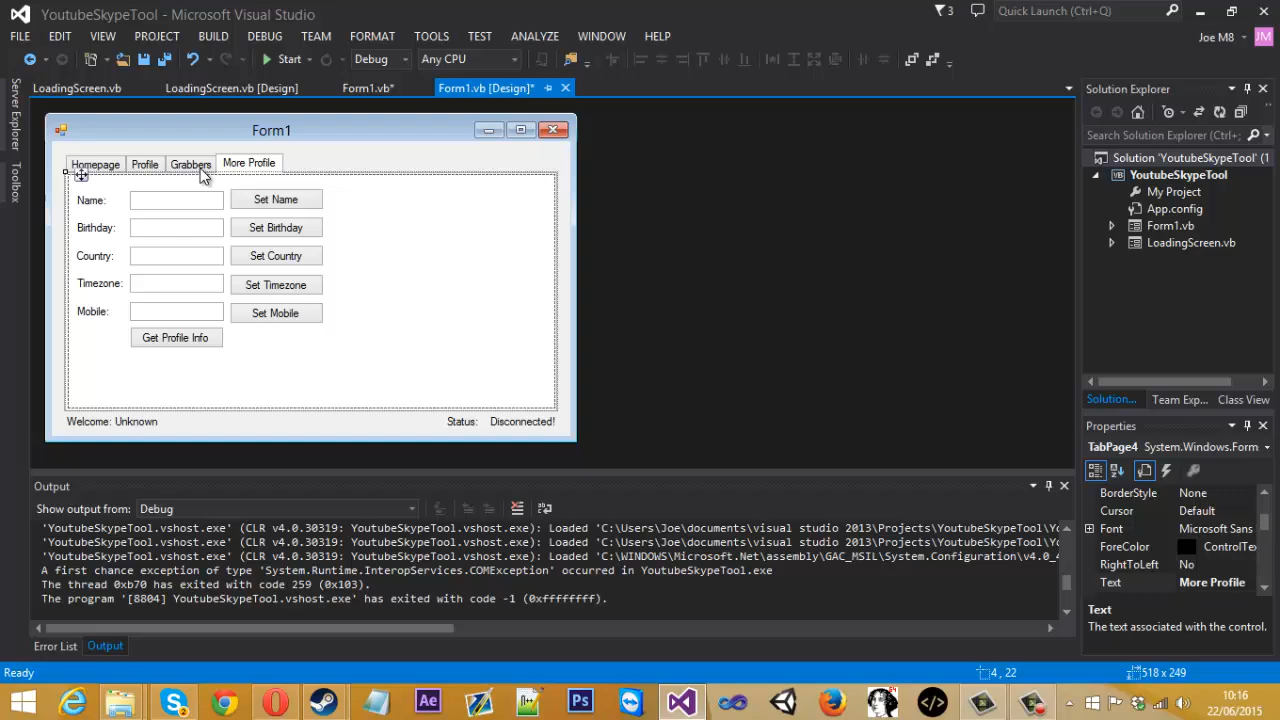 YoutubeSkypeTool - Microsoft Visual Studio
3
Quick Launch (Ctrl+Q)
FILE EDIT VIEW PROJECT BUILD DEBUG TEAM FORMAT TOOLS TEST ANALYZE WINDOW HELP
Joe M8
JM
Start
Debug
Any CPU
Server Explorer
Toolbox
LoadingScreen.vb
LoadingScreen.vb [Design]
Form1.vb*
Form1.vb [Design]*
Form1
Homepage Profile Grabbers More Profile
Name: Set Name
Birthday: Set Birthday
Country: Set Country
Timezone: Set Timezone
Mobile: Set Mobile
Get Profile Info
Welcome: Unknown Status: Disconnected!
Solution Explorer
Search Solution Explorer (Ctrl+;)
Solution 'YoutubeSkypeTool' (1
YoutubeSkypeTool
My Project
App.config
Form1.vb
LoadingScreen.vb
Solution... Team Exp... Class View
Properties
TabPage4 System.Windows.Form
BorderStyle None
Cursor Default
Font Microsoft Sans
ForeColor ControlTe
RightToLeft No
Text More Profile
Text
The text associated with the control.
Output
Show output from: Debug
'YoutubeSkypeTool.vshost.exe' (CLR v4.0.30319: YoutubeSkypeTool.vshost.exe): Loaded 'C:\Users\Joe\documents\visual studio 2013\Projects\YoutubeSkypeTool\Yo
'YoutubeSkypeTool.vshost.exe' (CLR v4.0.30319: YoutubeSkypeTool.vshost.exe): Loaded 'C:\Users\Joe\documents\visual studio 2013\Projects\YoutubeSkypeTool\Yo
'YoutubeSkypeTool.vshost.exe' (CLR v4.0.30319: YoutubeSkypeTool.vshost.exe): Loaded 'C:\WINDOWS\Microsoft.Net\assembly\GAC_MSIL\System.Configuration\v4.0_4
A first chance exception of type 'System.Runtime.InteropServices.COMException' occurred in YoutubeSkypeTool.exe
The thread 0xb70 has exited with code 259 (0x103).
The program '[8804] YoutubeSkypeTool.vshost.exe' has exited with code -1 (0xffffffff).
Error List Output
Ready
4 , 22
518 x 249
Ae
Ps
10:16
22/06/2015